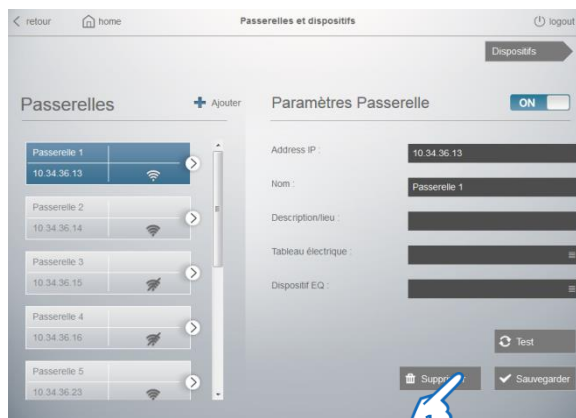 retour
home
Passerelles et dispositifs
logout
Dispositifs
Passerelles
Ajouter
Passerelle 1
10.34.36.13
Passerelle 2
10.34.36.14
Passerelle 3
10.34.36.15
Passerelle 4
10.34.36.16
Passerelle 5
10.34.36.23
Paramètres Passerelle
ON
Address IP :
10.34.36.13
Nom :
Passerelle 1
Description/lieu :
Tableau électrique :
Dispositif EQ :
Test
Supprimer
Sauvegarder